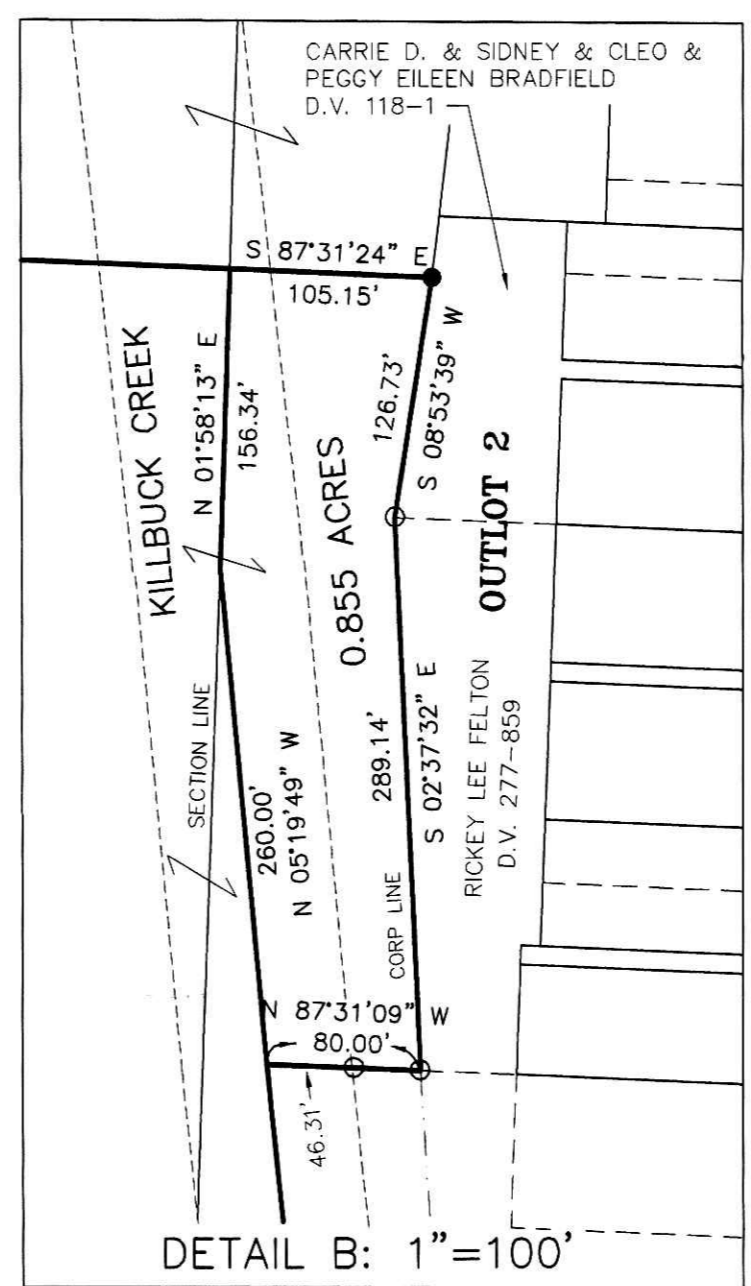 CARRIE D. & SIDNEY & CLEO &
PEGGY EILEEN BRADFIELD
D.V. 118-1
S 87°31'24" E
105.15'
KILLBUCK CREEK
N 01°58'13" E
156.34'
126.73'
S 08°53'39" W
0.855 ACRES
OUTLOT 2
SECTION LINE
260.00'
N 05°19'49" W
289.14'
S 02°37'32" E
RICKEY LEE FELTON
D.V. 277-859
CORP LINE
N 87°31'09" W
80.00'
46.31'
DETAIL B: 1"=100'